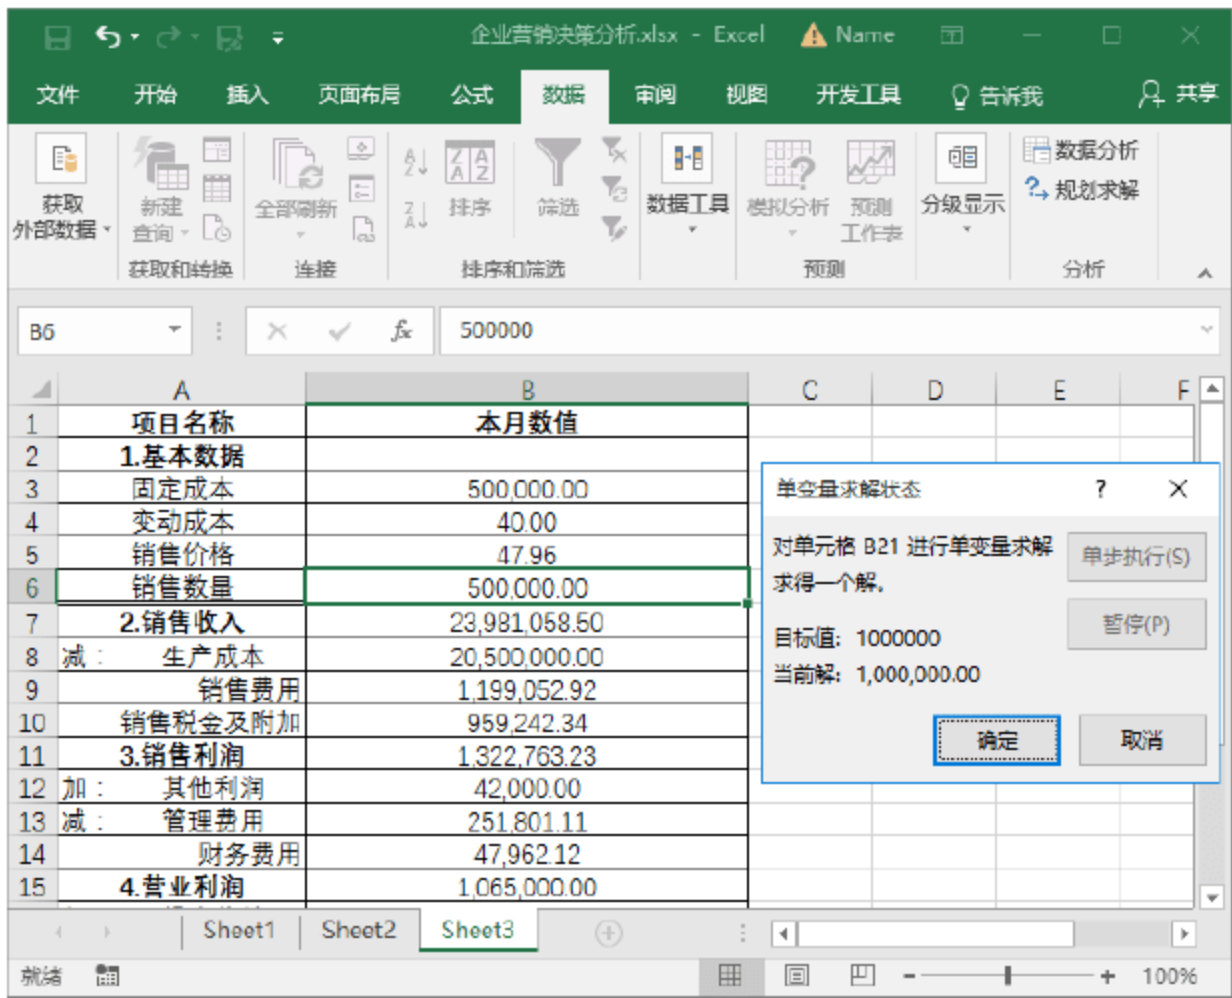 企业营销决策分析.xlsx - Excel Name
文件 开始 插入 页面布局 公式 数据 审阅 视图 开发工具 告诉我 共享
获取
外部数据
新建
查询
全部刷新
排序
筛选
数据工具
模拟分析
预测
工作表
分级显示
数据分析
规划求解
获取和转换 连接 排序和筛选 预测 分析
B6 fx 500000
A B C D E F
1 项目名称 本月数值
2 1.基本数据
3 固定成本 500,000.00
4 变动成本 40.00
5 销售价格 47.96
6 销售数量 500,000.00
7 2.销售收入 23,981,058.50
8 减: 生产成本 20,500,000.00
9 销售费用 1,199,052.92
10 销售税金及附加 959,242.34
11 3.销售利润 1,322,763.23
12 加: 其他利润 42,000.00
13 减: 管理费用 251,801.11
14 财务费用 47,962.12
15 4.营业利润 1,065,000.00
单变量求解状态 ? ×
对单元格 B21 进行单变量求解
求得一个解。
目标值: 1000000
当前解: 1,000,000.00
单步执行(S)
暂停(P)
确定 取消
Sheet1 Sheet2 Sheet3
就绪 100%